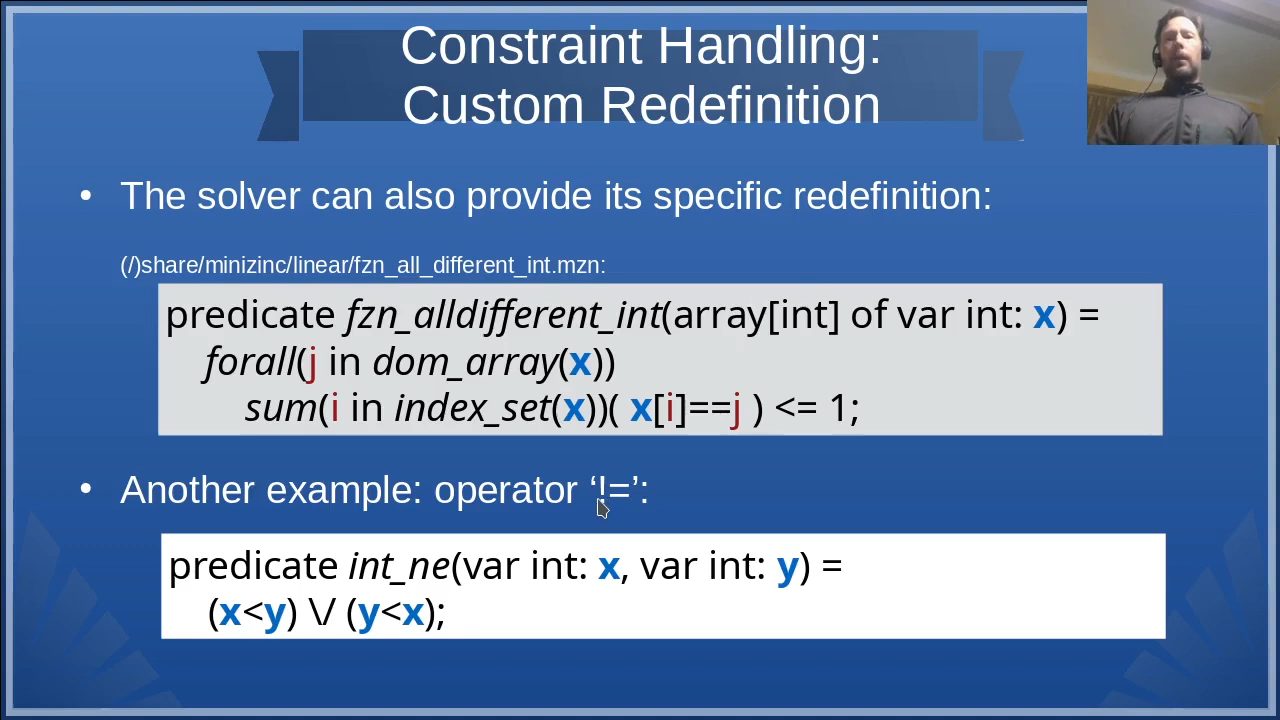 Constraint Handling:
Custom Redefinition
• The solver can also provide its specific redefinition:
(/)share/minizinc/linear/fzn_all_different_int.mzn:
predicate fzn_alldifferent_int(array[int] of var int: x) =
forall(j in dom_array(x))
sum(i in index_set(x))( x[i]==j ) <= 1;
• Another example: operator ‘!=’:
predicate int_ne(var int: x, var int: y) =
(x<y) \/ (y<x);